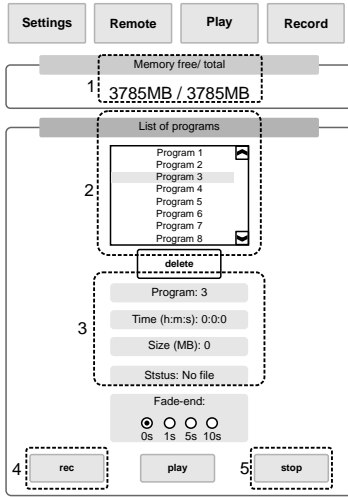 Settings Remote Play Record
Memory free/ total
1
3785MB / 3785MB
List of programs
Program 1
Program 2
Program 3
2
Program 4
Program 5
Program 6
Program 7
Program 8
delete
Program: 3
Time (h:m:s): 0:0:0
3
Size (MB): 0
Ststus: No file
Fade-end:
0s 1s 5s 10s
4 rec play 5 stop